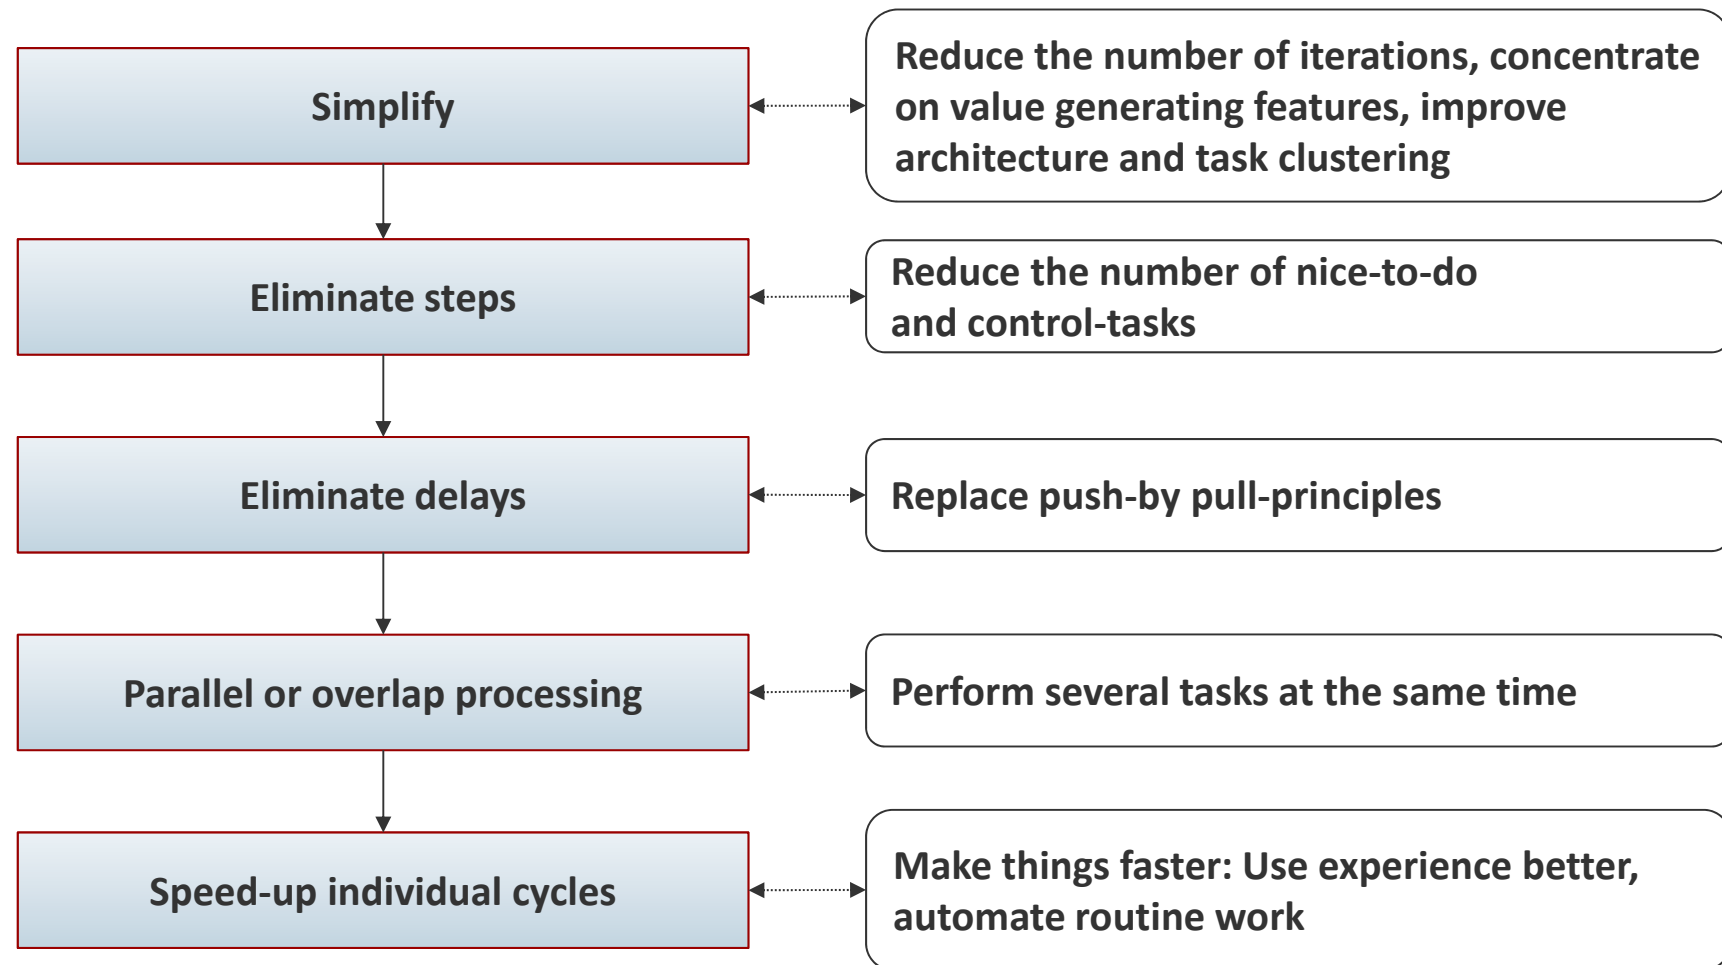 Simplify
Reduce the number of iterations, concentrate
on value generating features, improve
architecture and task clustering
Eliminate steps
Reduce the number of nice-to-do
and control-tasks
Eliminate delays
Replace push-by pull-principles
Parallel or overlap processing
Perform several tasks at the same time
Speed-up individual cycles
Make things faster: Use experience better,
automate routine work